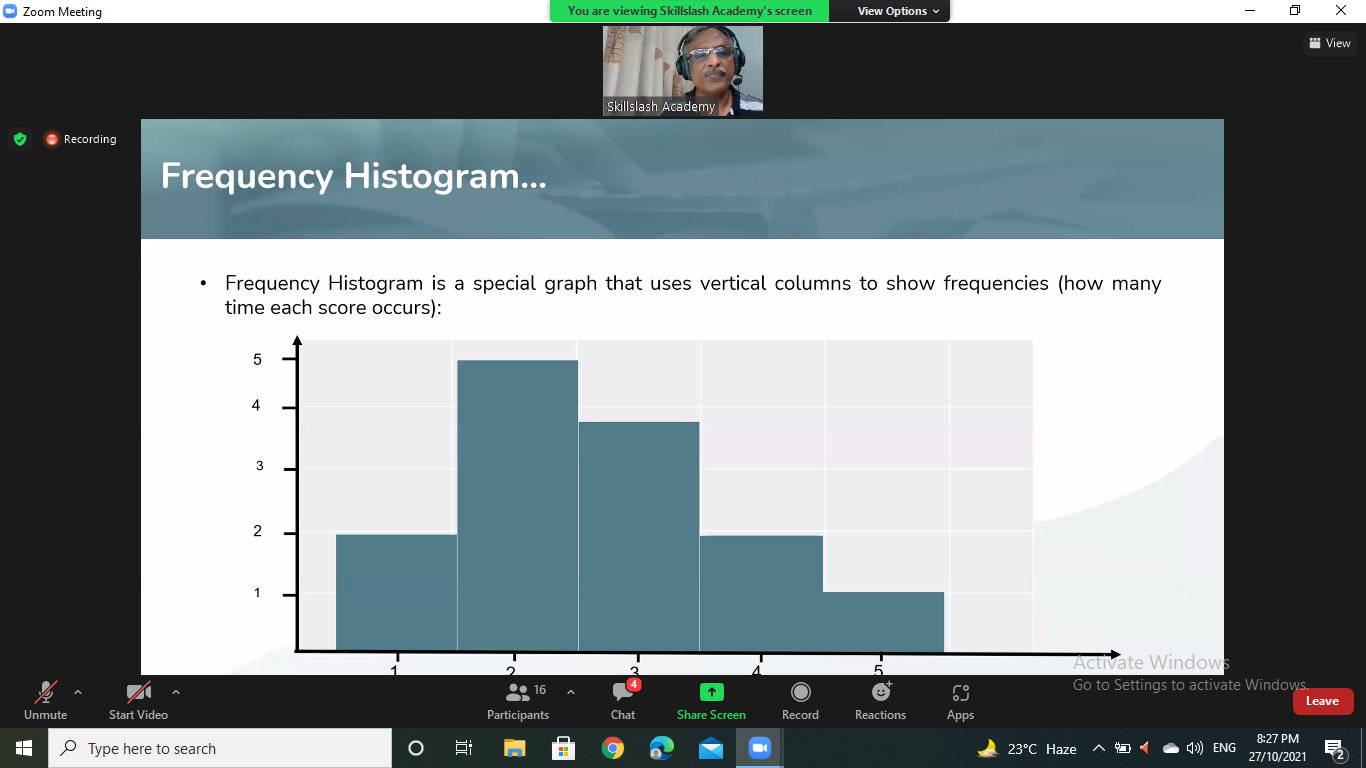 Zoom Meeting
You are viewing Skillslash Academy's screen
View Options
View
Skillslash Academy
Recording
Frequency Histogram...
• Frequency Histogram is a special graph that uses vertical columns to show frequencies (how many
time each score occurs):
5
4
3
2
1
1 2 3 4 5
Activate Windows
Go to Settings to activate Windows.
Unmute
Start Video
16
Participants
4
Chat
Share Screen
Record
Reactions
Apps
Leave
Type here to search
23°C Haze
ENG
8:27 PM
27/10/2021
2